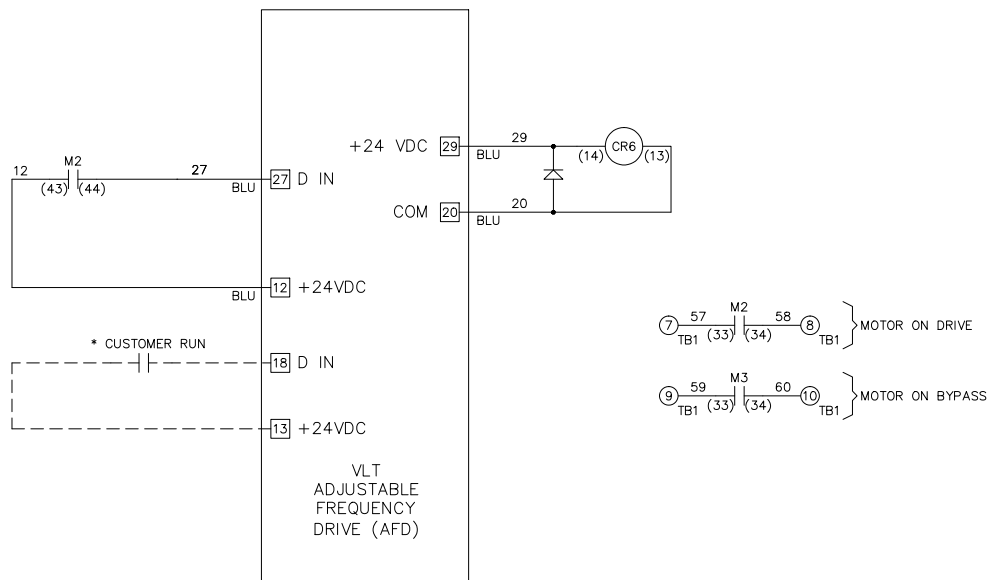 +24 VDC 29 29 BLU (14) CR6 (13)
12 M2 (43) (44) 27 BLU 27 D IN
COM 20 20 BLU
BLU 12 +24VDC
* CUSTOMER RUN
18 D IN
13 +24VDC
VLT
ADJUSTABLE
FREQUENCY
DRIVE (AFD)
7 TB1 57 M2 (33) (34) 58 8 TB1 MOTOR ON DRIVE
9 TB1 59 M3 (33) (34) 60 10 TB1 MOTOR ON BYPASS